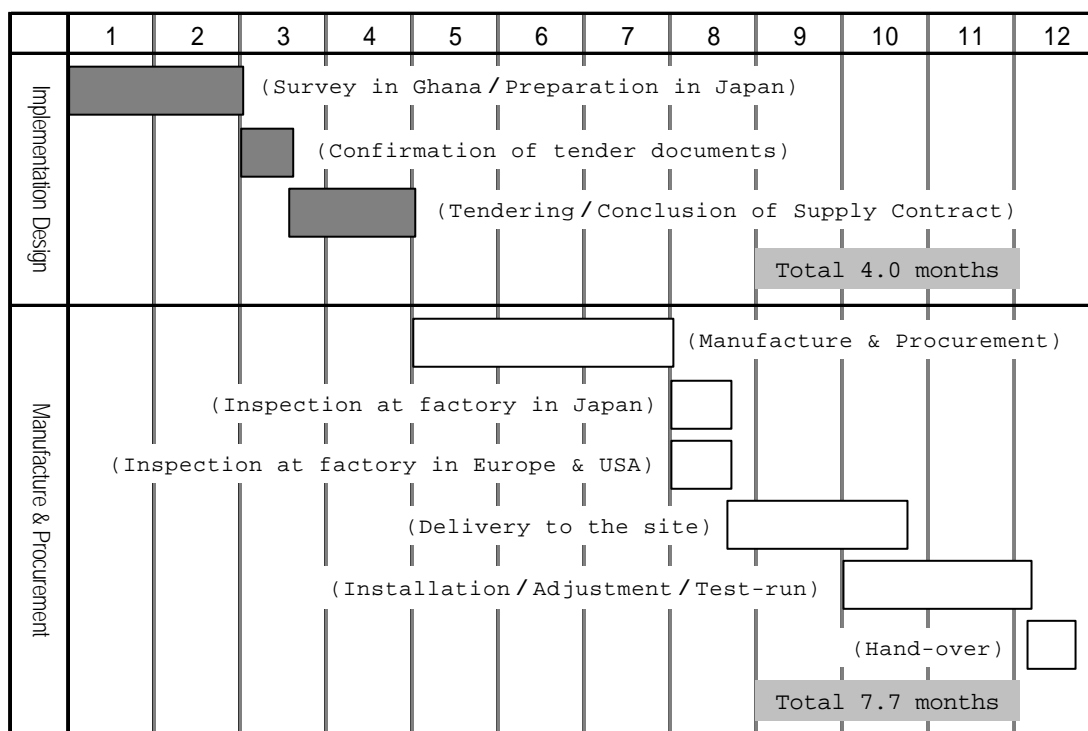 1 2 3 4 5 6 7 8 9 10 11 12
Implementation Design
(Survey in Ghana/Preparation in Japan)
(Confirmation of tender documents)
(Tendering/Conclusion of Supply Contract)
Total 4.0 months
Manufacture & Procurement
(Manufacture & Procurement)
(Inspection at factory in Japan)
(Inspection at factory in Europe & USA)
(Delivery to the site)
(Installation/Adjustment/Test-run)
(Hand-over)
Total 7.7 months